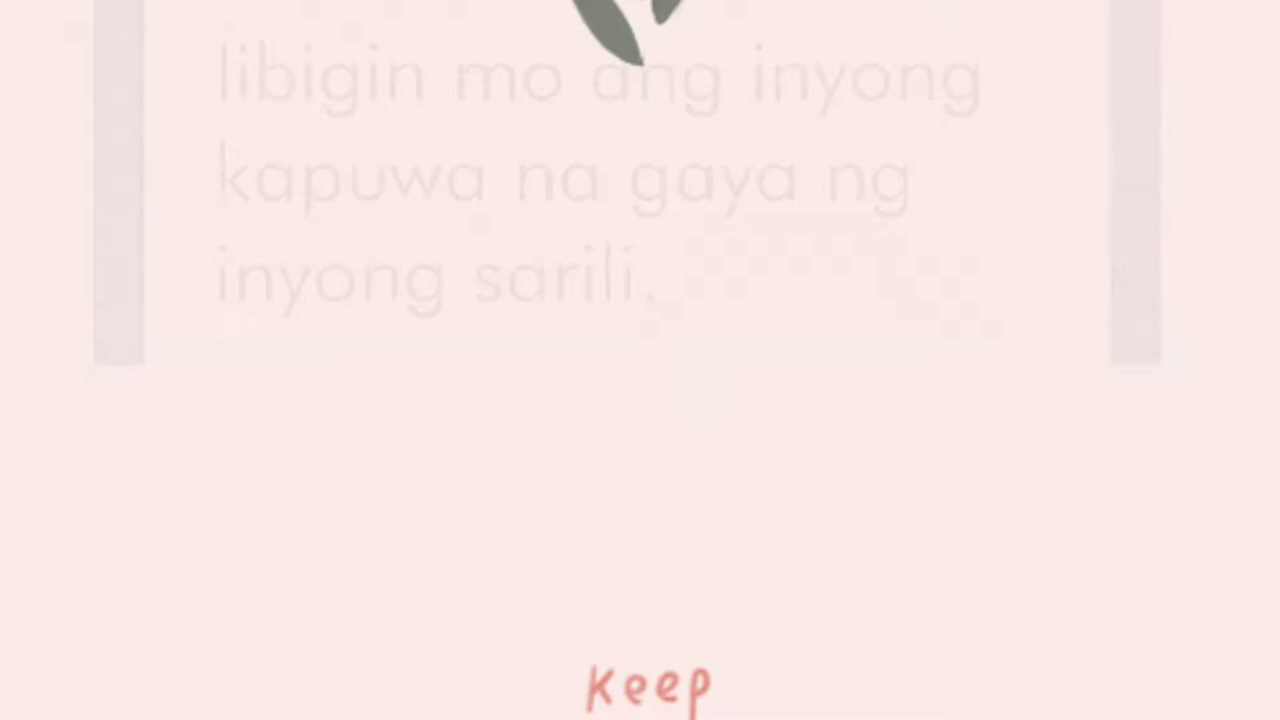 libigin mo ang inyong
kapuwa na gaya ng
inyong sarili.
Keep